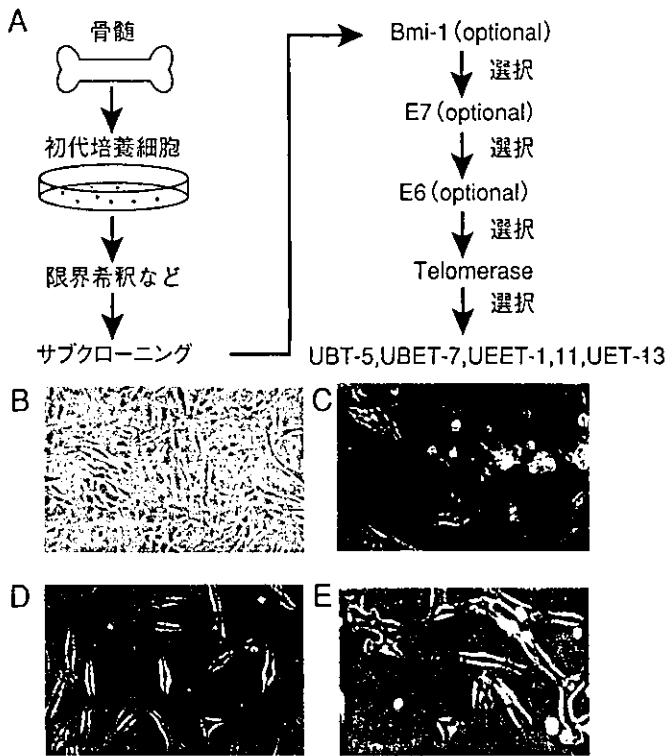 A
骨髄
初代培養細胞
限界希釈など
サブクローニング
Bmi-1 (optional)
選択
E7 (optional)
選択
E6 (optional)
選択
Telomerase
選択
UBT-5,UBET-7,UEET-1,11,UET-13
B
C
D
E